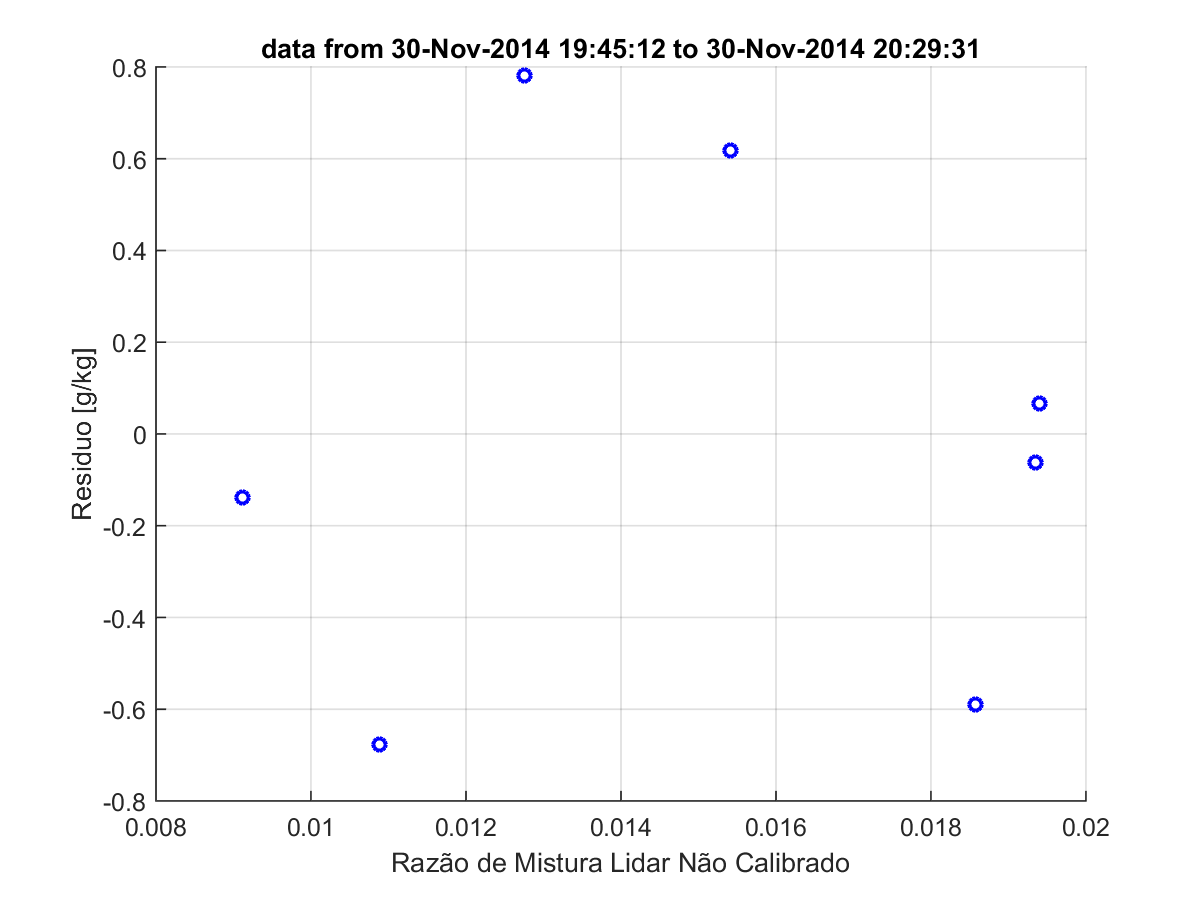 data from 30-Nov-2014 19:45:12 to 30-Nov-2014 20:29:31
Residuo [g/kg]
0.8
0.6
0.4
0.2
0
-0.2
-0.4
-0.6
-0.8
0.008 0.01 0.012 0.014 0.016 0.018 0.02
Razão de Mistura Lidar Não Calibrado